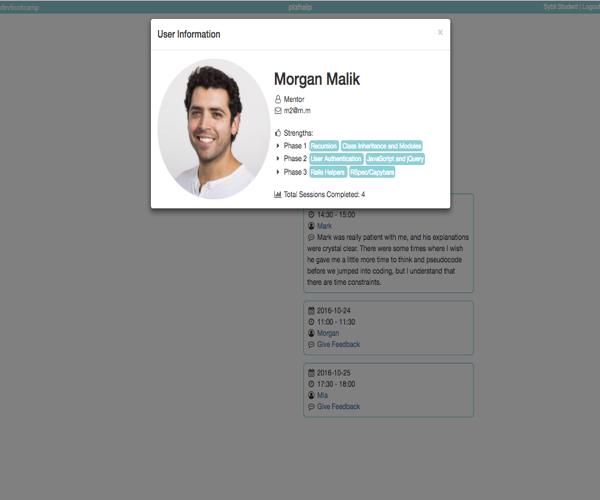 devbootcamp
plzhalp
Sybil Student | Logout
User Information
×
Morgan Malik
Mentor
m2@m.m
Strengths:
Phase 1 Recursion Class Inheritance and Modules
Phase 2 User Authentication JavaScript and jQuery
Phase 3 Rails Helpers RSpec/Capybara
Total Sessions Completed: 4
14:30 - 15:00
Mark
Mark was really patient with me, and his explanations
were crystal clear. There were some times where I wish
he gave me a little more time to think and pseudocode
before we jumped into coding, but I understand that
there are time constraints.
2016-10-24
11:00 - 11:30
Morgan
Give Feedback
2016-10-25
17:30 - 18:00
Mia
Give Feedback